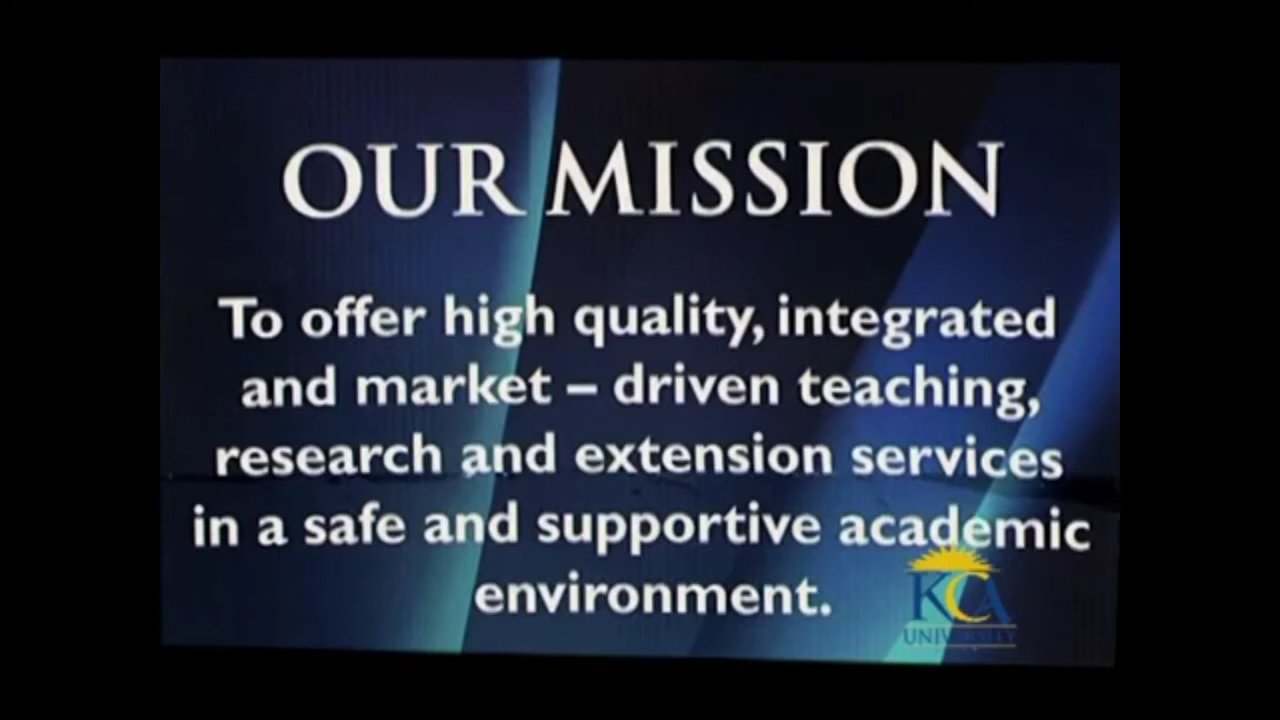 OUR MISSION
To offer high quality, integrated
and market – driven teaching,
research and extension services
in a safe and supportive academic
environment.
KCA
UNIVERSITY